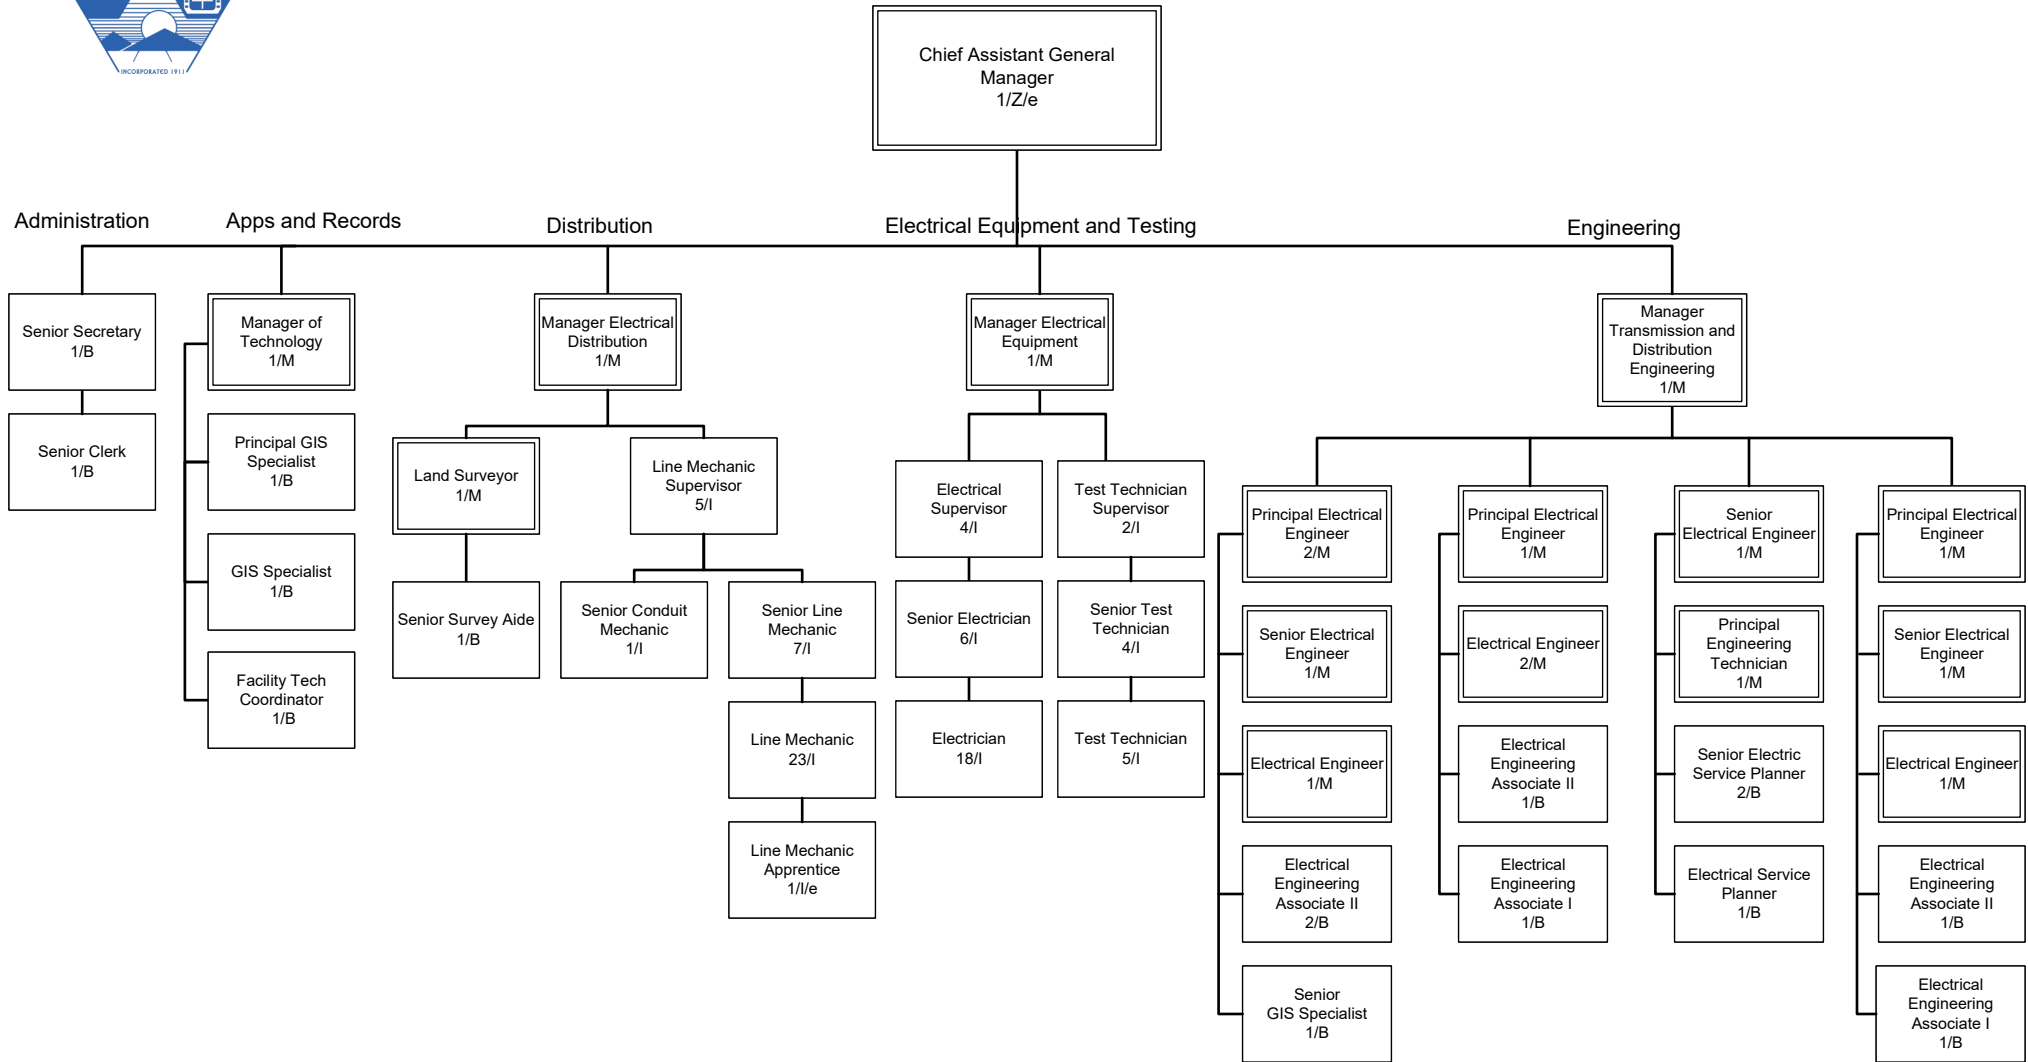 INCORPORATED 1911
Chief Assistant General
Manager
1/Z/e
Administration
Apps and Records
Distribution
Electrical Equipment and Testing
Engineering
Senior Secretary
1/B
Senior Clerk
1/B
Manager of
Technology
1/M
Principal GIS
Specialist
1/B
GIS Specialist
1/B
Facility Tech
Coordinator
1/B
Manager Electrical
Distribution
1/M
Land Surveyor
1/M
Senior Survey Aide
1/B
Line Mechanic
Supervisor
5/I
Senior Conduit
Mechanic
1/I
Senior Line
Mechanic
7/I
Line Mechanic
23/I
Line Mechanic
Apprentice
1/I/e
Manager Electrical
Equipment
1/M
Electrical
Supervisor
4/I
Senior Electrician
6/I
Electrician
18/I
Test Technician
Supervisor
2/I
Senior Test
Technician
4/I
Test Technician
5/I
Manager
Transmission and
Distribution
Engineering
1/M
Principal Electrical
Engineer
2/M
Senior Electrical
Engineer
1/M
Electrical Engineer
1/M
Electrical
Engineering
Associate II
2/B
Senior
GIS Specialist
1/B
Principal Electrical
Engineer
1/M
Electrical Engineer
2/M
Electrical
Engineering
Associate II
1/B
Electrical
Engineering
Associate I
1/B
Senior
Electrical Engineer
1/M
Principal
Engineering
Technician
1/M
Senior Electric
Service Planner
2/B
Electrical Service
Planner
1/B
Principal Electrical
Engineer
1/M
Senior Electrical
Engineer
1/M
Electrical Engineer
1/M
Electrical
Engineering
Associate II
1/B
Electrical
Engineering
Associate I
1/B